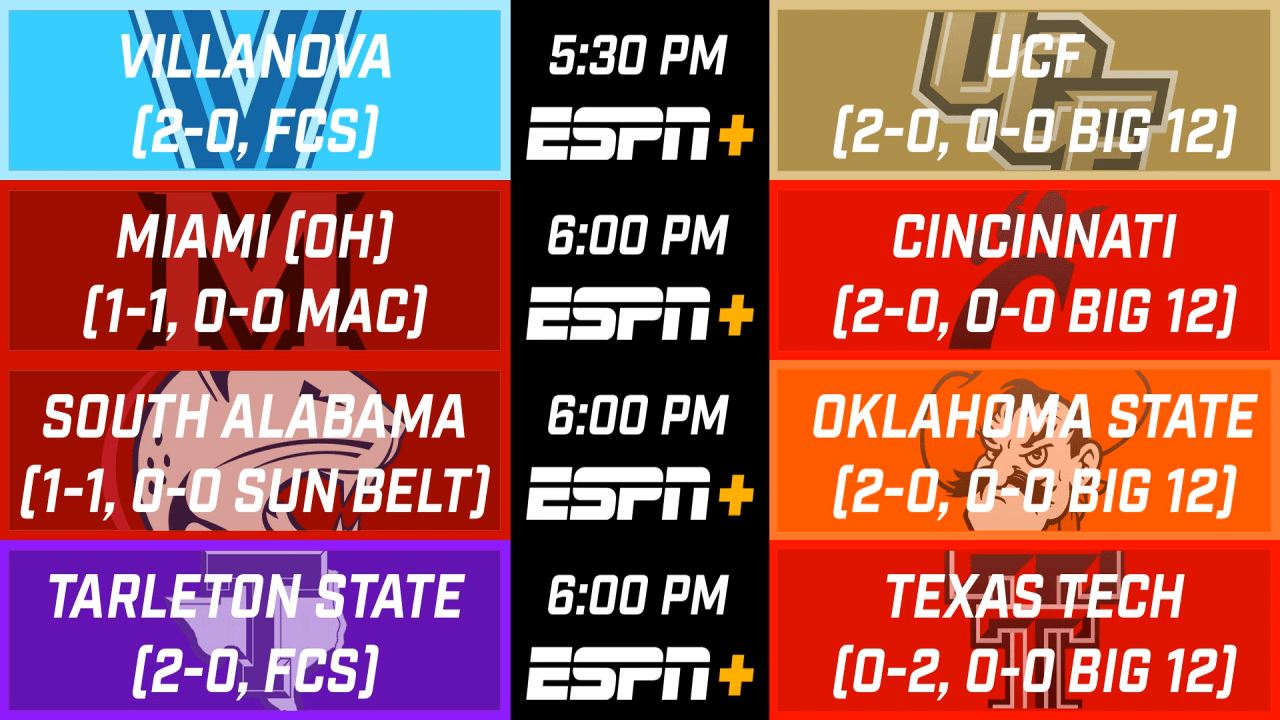 VILLANOVA
(2-0, FCS)
5:30 PM
ESPN+
UCF
UCF
(2-0, 0-0 BIG 12)
MIAMI (OH)
M
(1-1, 0-0 MAC)
6:00 PM
ESPN+
CINCINNATI
(2-0, 0-0 BIG 12)
SOUTH ALABAMA
(1-1, 0-0 SUN BELT)
6:00 PM
ESPN+
OKLAHOMA STATE
(2-0, 0-0 BIG 12)
TARLETON STATE
(2-0, FCS)
6:00 PM
ESPN+
TEXAS TECH
(0-2, 0-0 BIG 12)